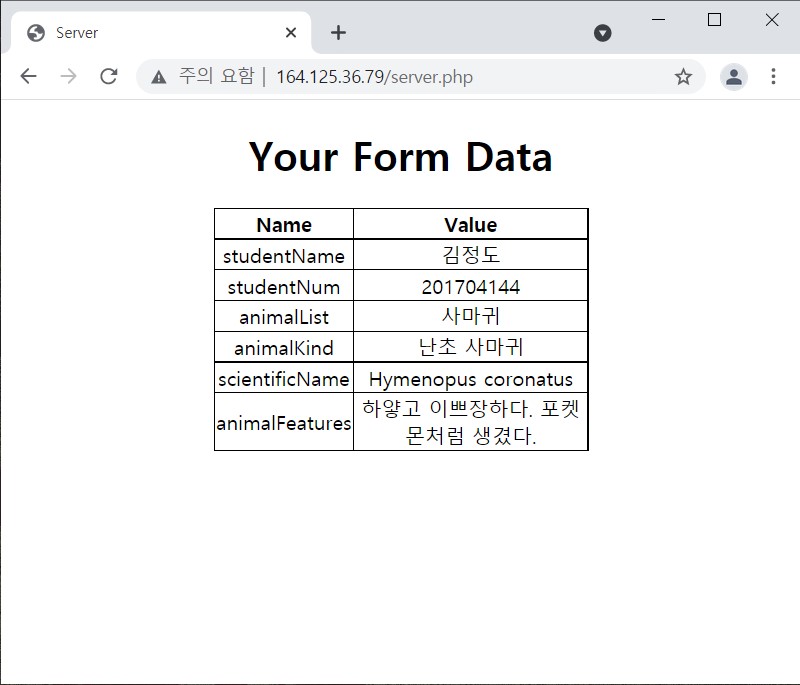 Server
주의 요함 | 164.125.36.79/server.php
Your Form Data
Name Value
studentName 김정도
studentNum 201704144
animalList 사마귀
animalKind 난초 사마귀
scientificName Hymenopus coronatus
animalFeatures 하얗고 이쁘장하다. 포켓
몬처럼 생겼다.